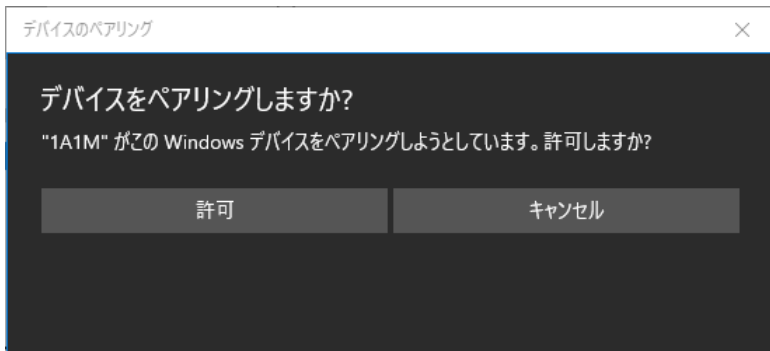 デバイスのペアリング
デバイスをペアリングしますか?
"1A1M" がこの Windows デバイスをペアリングしようとしています。許可しますか?
許可
キャンセル